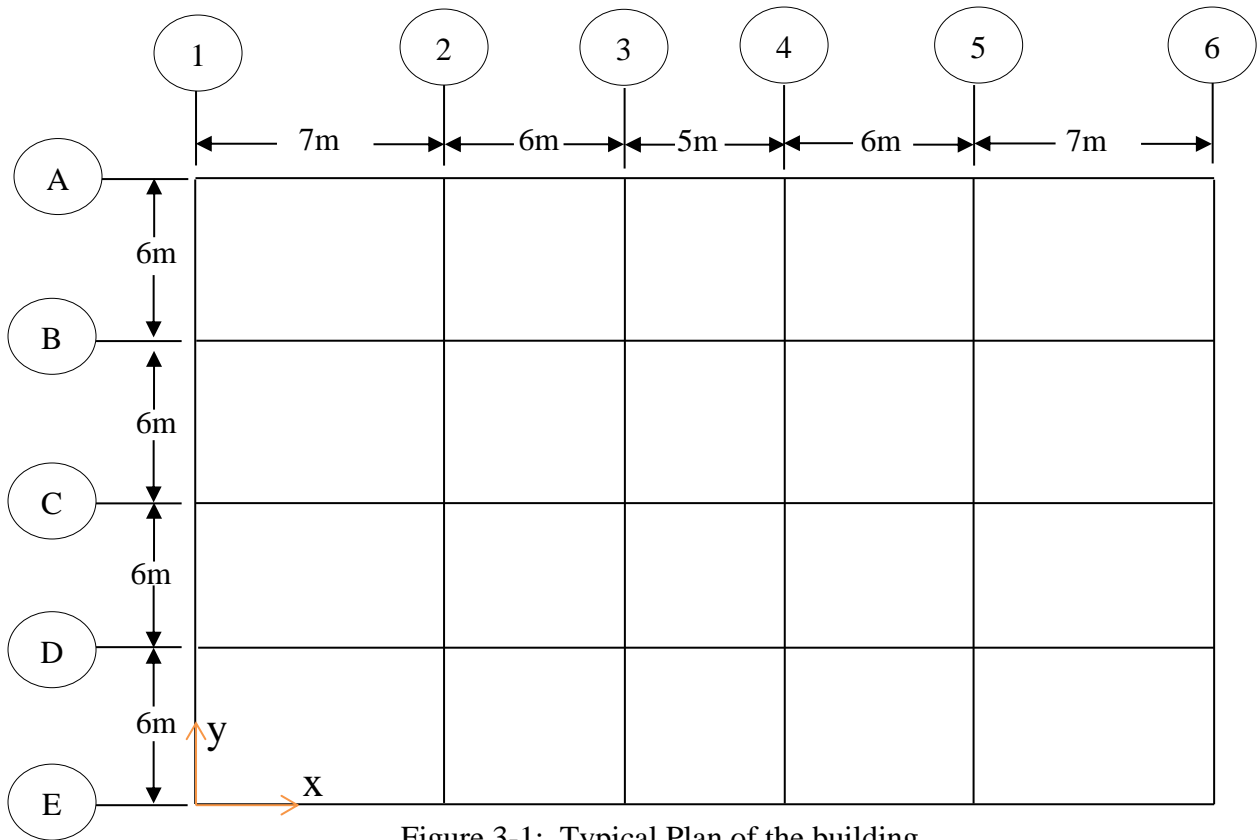 1 2 3 4 5 6
7m 6m 5m 6m 7m
A
6m
B
6m
C
6m
D
6m
y
x
E
Figure 3-1: Typical Plan of the building